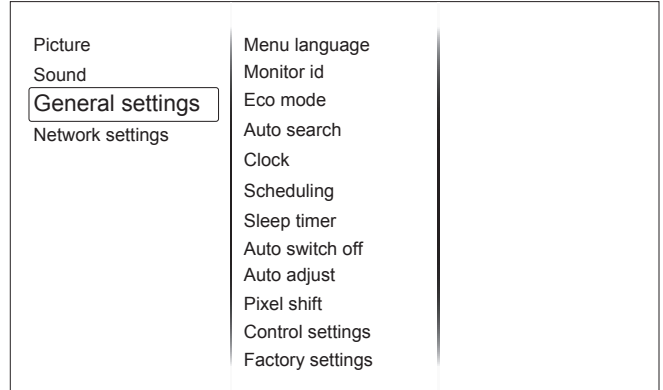 Picture
Sound
General settings
Network settings
Menu language
Monitor id
Eco mode
Auto search
Clock
Scheduling
Sleep timer
Auto switch off
Auto adjust
Pixel shift
Control settings
Factory settings